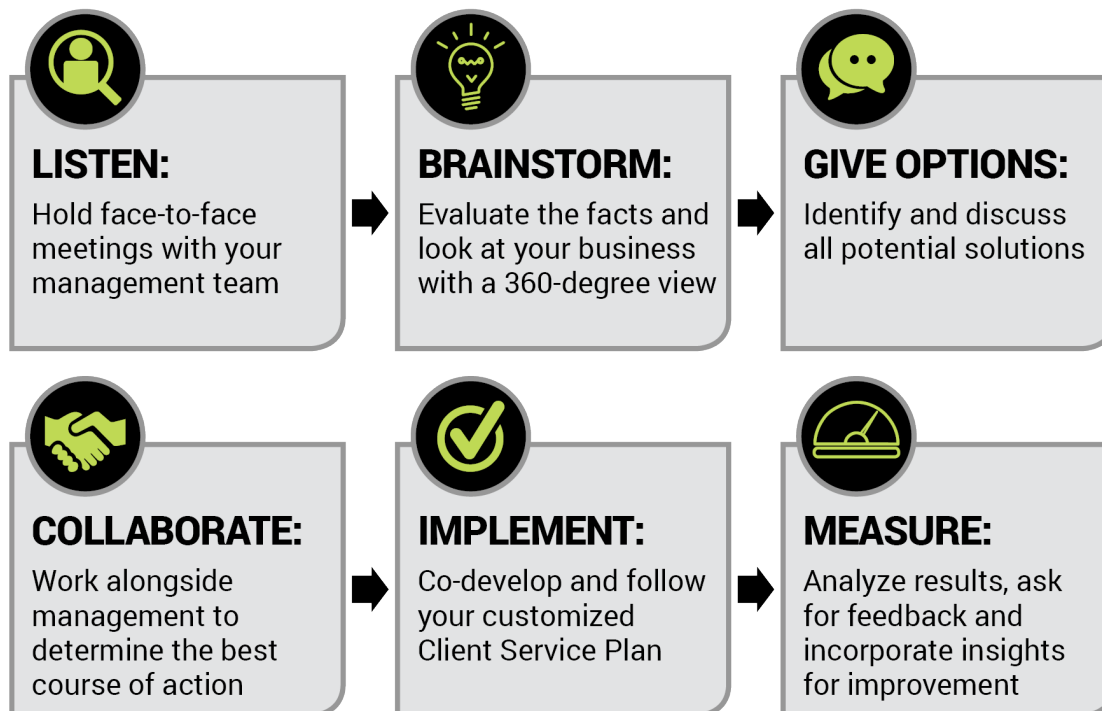 LISTEN:
Hold face-to-face
meetings with your
management team
BRAINSTORM:
Evaluate the facts and
look at your business
with a 360-degree view
GIVE OPTIONS:
Identify and discuss
all potential solutions
COLLABORATE:
Work alongside
management to
determine the best
course of action
IMPLEMENT:
Co-develop and follow
your customized
Client Service Plan
MEASURE:
Analyze results, ask
for feedback and
incorporate insights
for improvement